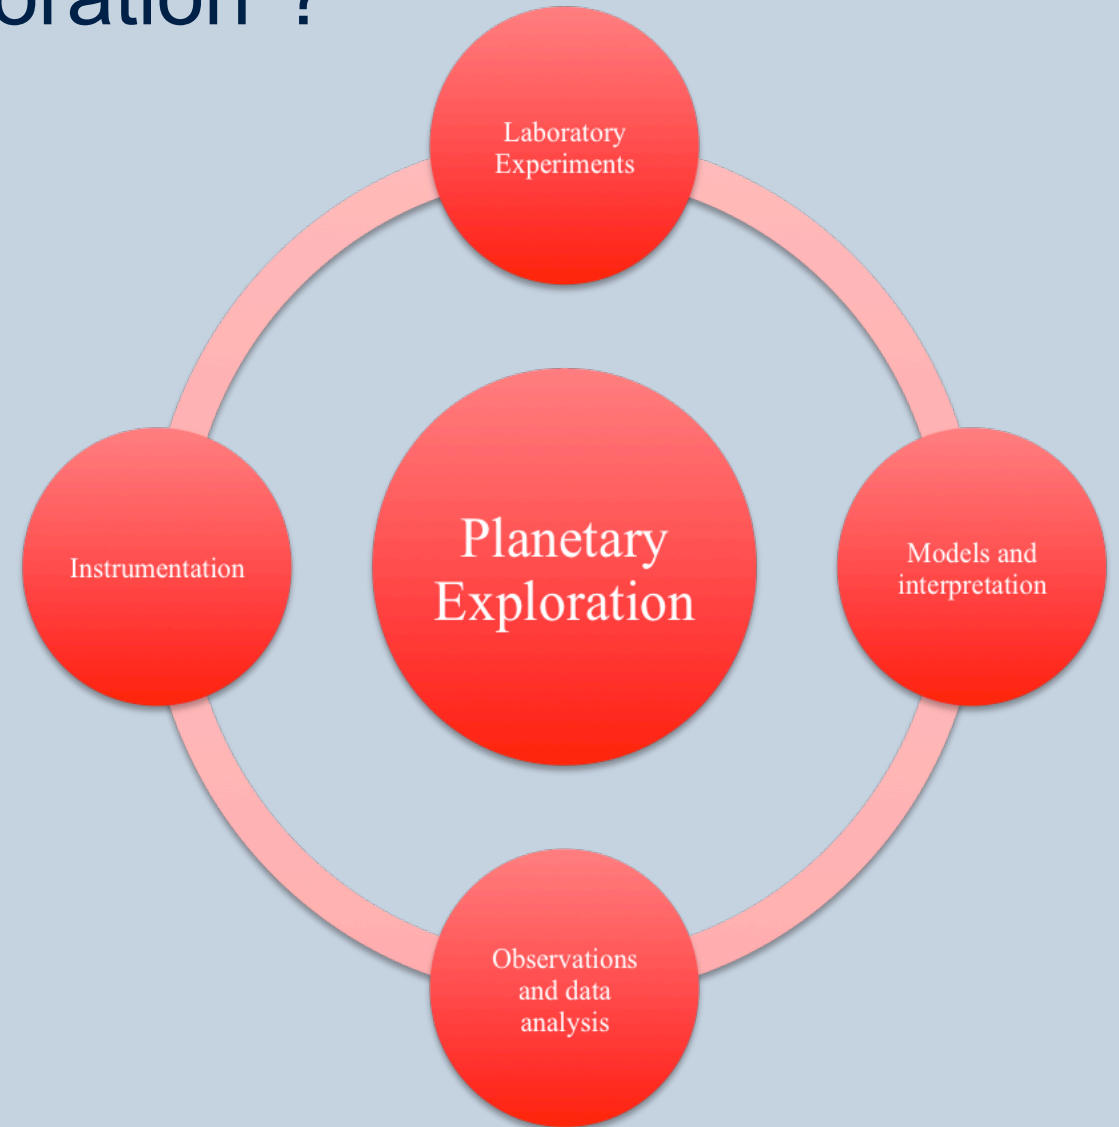 oration ?
Laboratory
Experiments
Instrumentation
Planetary
Exploration
Models and
interpretation
Observations
and data
analysis